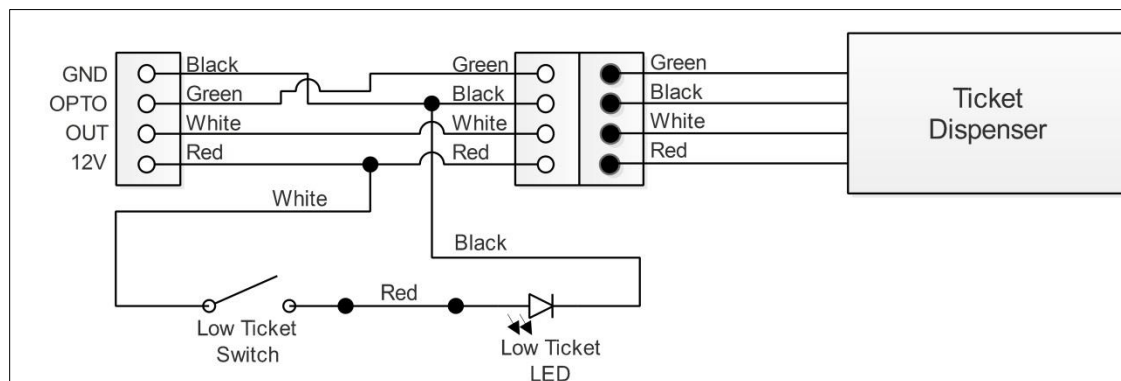 GND
Black
Green
Green
OPTO
Green
Black
Black
OUT
White
White
White
12V
Red
Red
Red
Ticket
Dispenser
White
Black
Red
Low Ticket
Switch
Low Ticket
LED